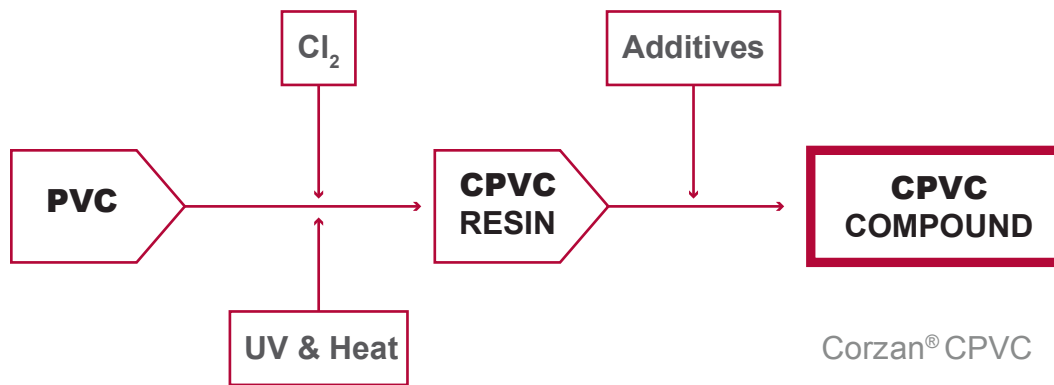 Cl₂
Additives
PVC
CPVC
RESIN
CPVC
COMPOUND
UV & Heat
Corzan® CPVC